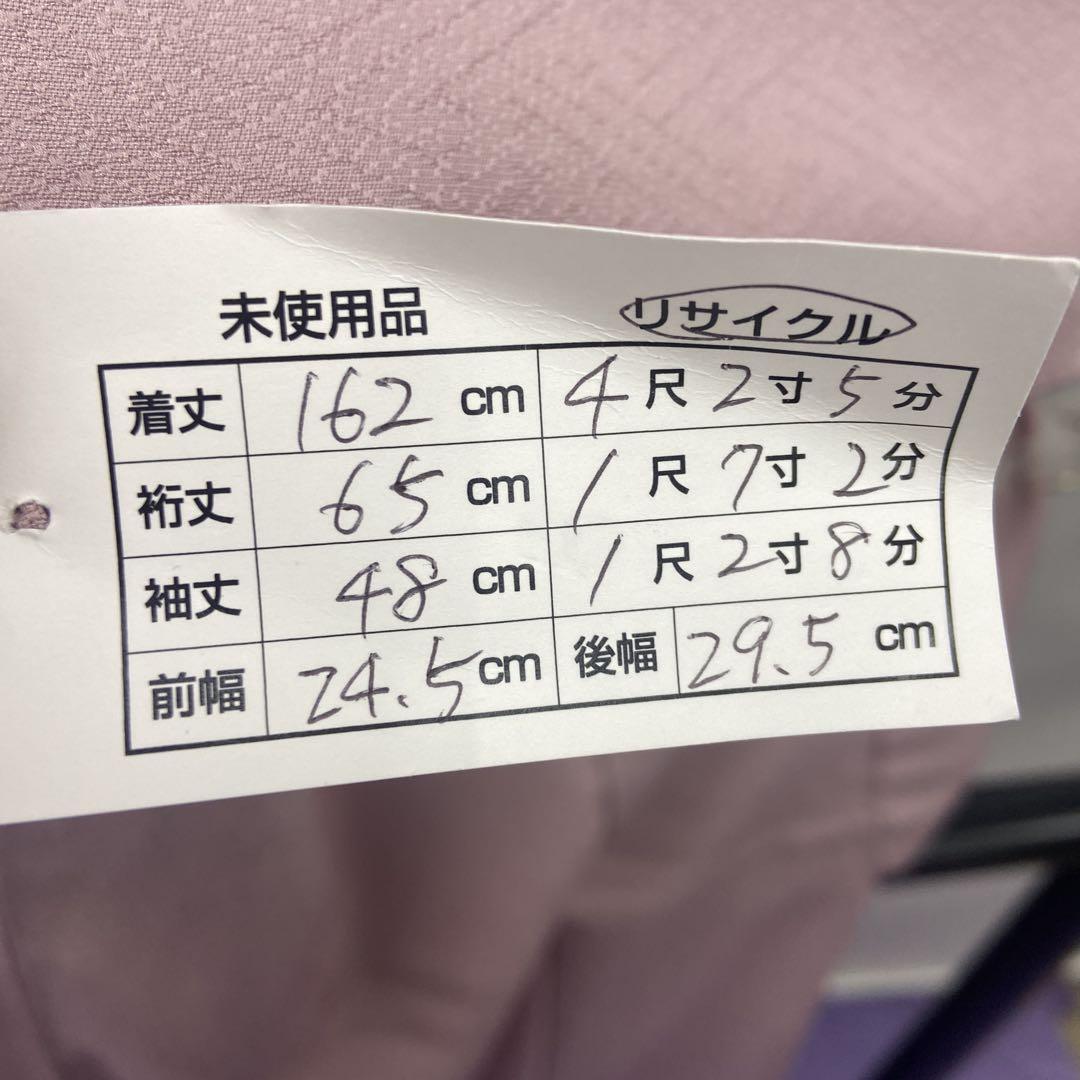 未使用品 リサイクル
着丈 162 cm 4 尺 2 寸 5 分
裄丈 65 cm 1 尺 7 寸 2 分
袖丈 48 cm 1 尺 2 寸 8 分
前幅 24.5 cm 後幅 29.5 cm